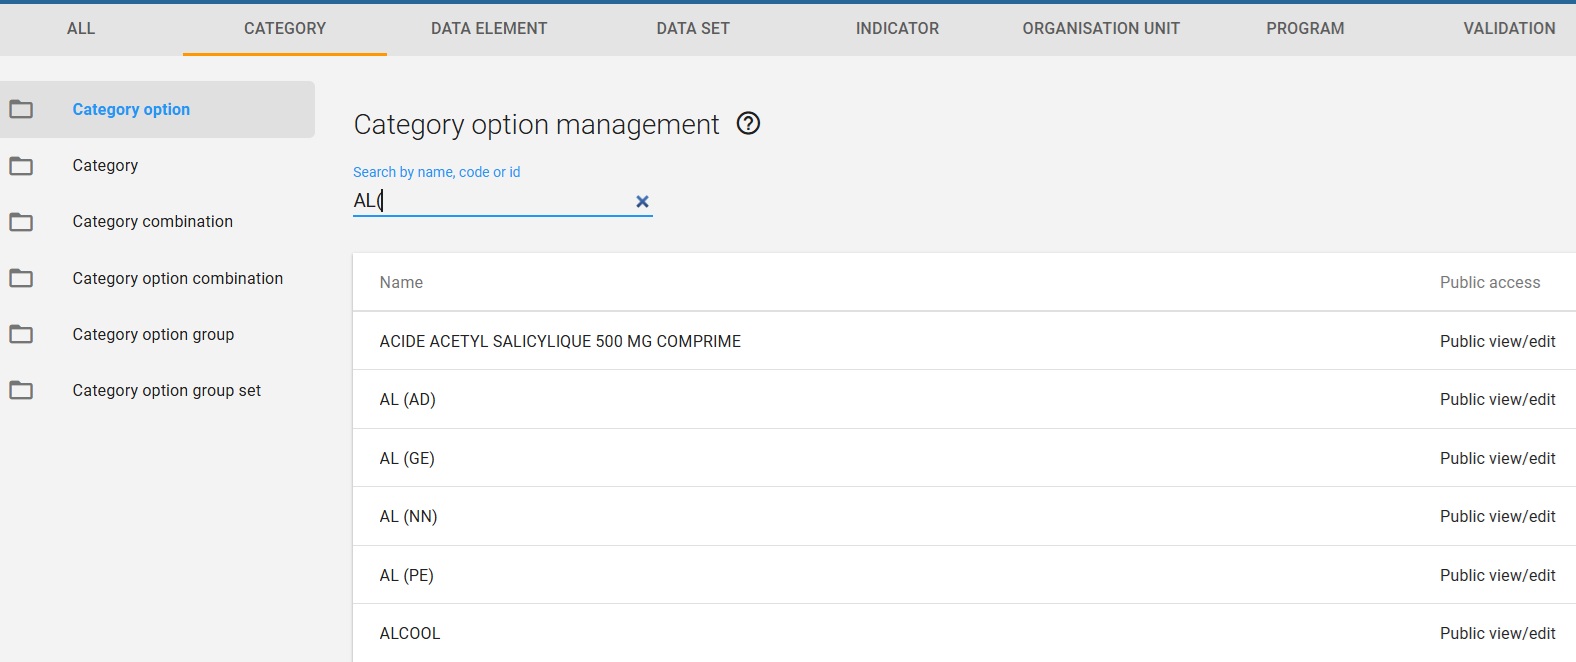 ALL CATEGORY DATA ELEMENT DATA SET INDICATOR ORGANISATION UNIT PROGRAM VALIDATION
Category option
Category
Category combination
Category option combination
Category option group
Category option group set
Category option management
Search by name, code or id
AL(
Name Public access
ACIDE ACETYL SALICYLIQUE 500 MG COMPRIME Public view/edit
AL (AD) Public view/edit
AL (GE) Public view/edit
AL (NN) Public view/edit
AL (PE) Public view/edit
ALCOOL Public view/edit